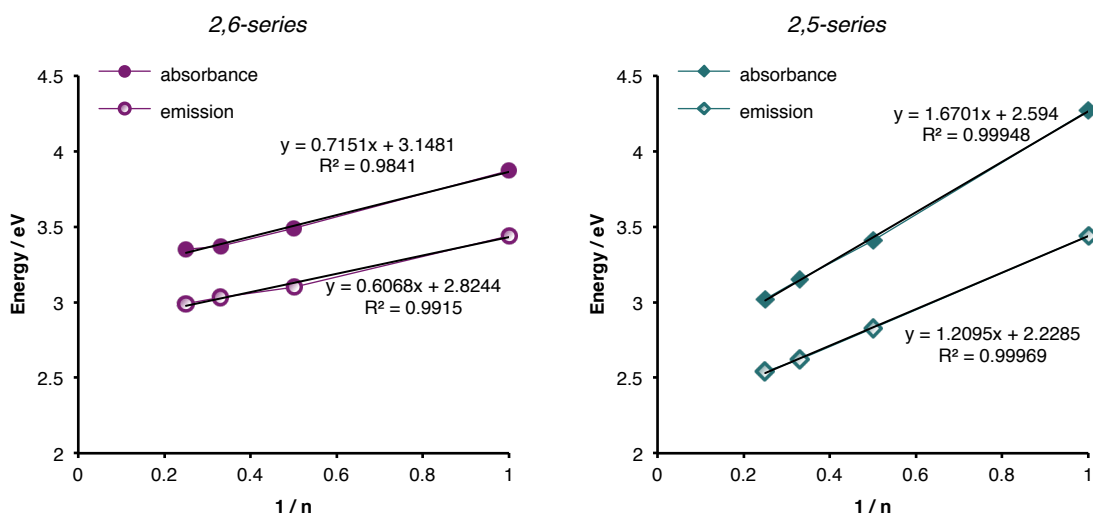 2,6-series
absorbance
emission
y = 0.7151x + 3.1481
R² = 0.9841
y = 0.6068x + 2.8244
R² = 0.9915
4.5
4
3.5
3
2.5
2
Energy / eV
0
0.2
0.4
0.6
0.8
1
1 / n
2,5-series
absorbance
emission
y = 1.6701x + 2.594
R² = 0.99948
y = 1.2095x + 2.2285
R² = 0.99969
4.5
4
3.5
3
2.5
2
Energy / eV
0
0.2
0.4
0.6
0.8
1
1 / n